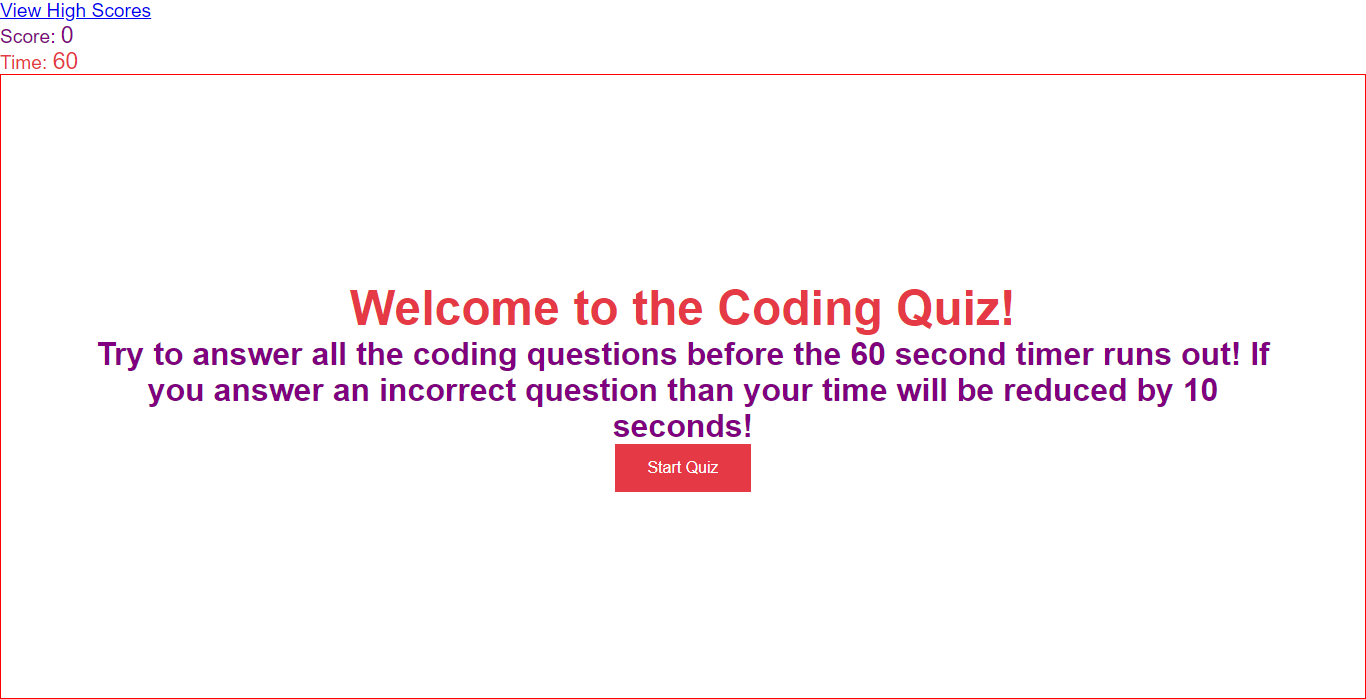 View High Scores
Score: 0
Time: 60
Welcome to the Coding Quiz!
Try to answer all the coding questions before the 60 second timer runs out! If
you answer an incorrect question than your time will be reduced by 10
seconds!
Start Quiz